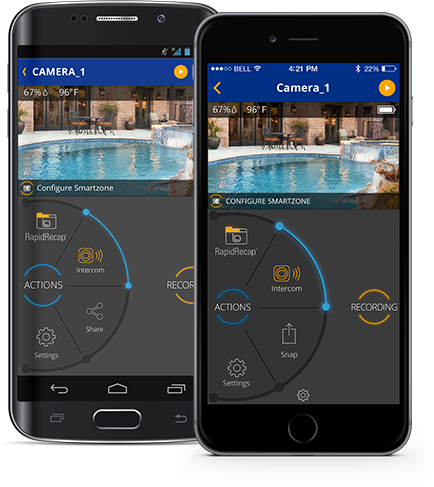 CAMERA_1
67% 96°F
Configure Smartzone
RapidRecap
Intercom
ACTIONS
RECOR
Share
Settings
BELL 4:21 PM 22%
Camera_1
67% 96°F
CONFIGURE SMARTZONE
RapidRecap
Intercom
ACTIONS
RECORDING
Snap
Settings